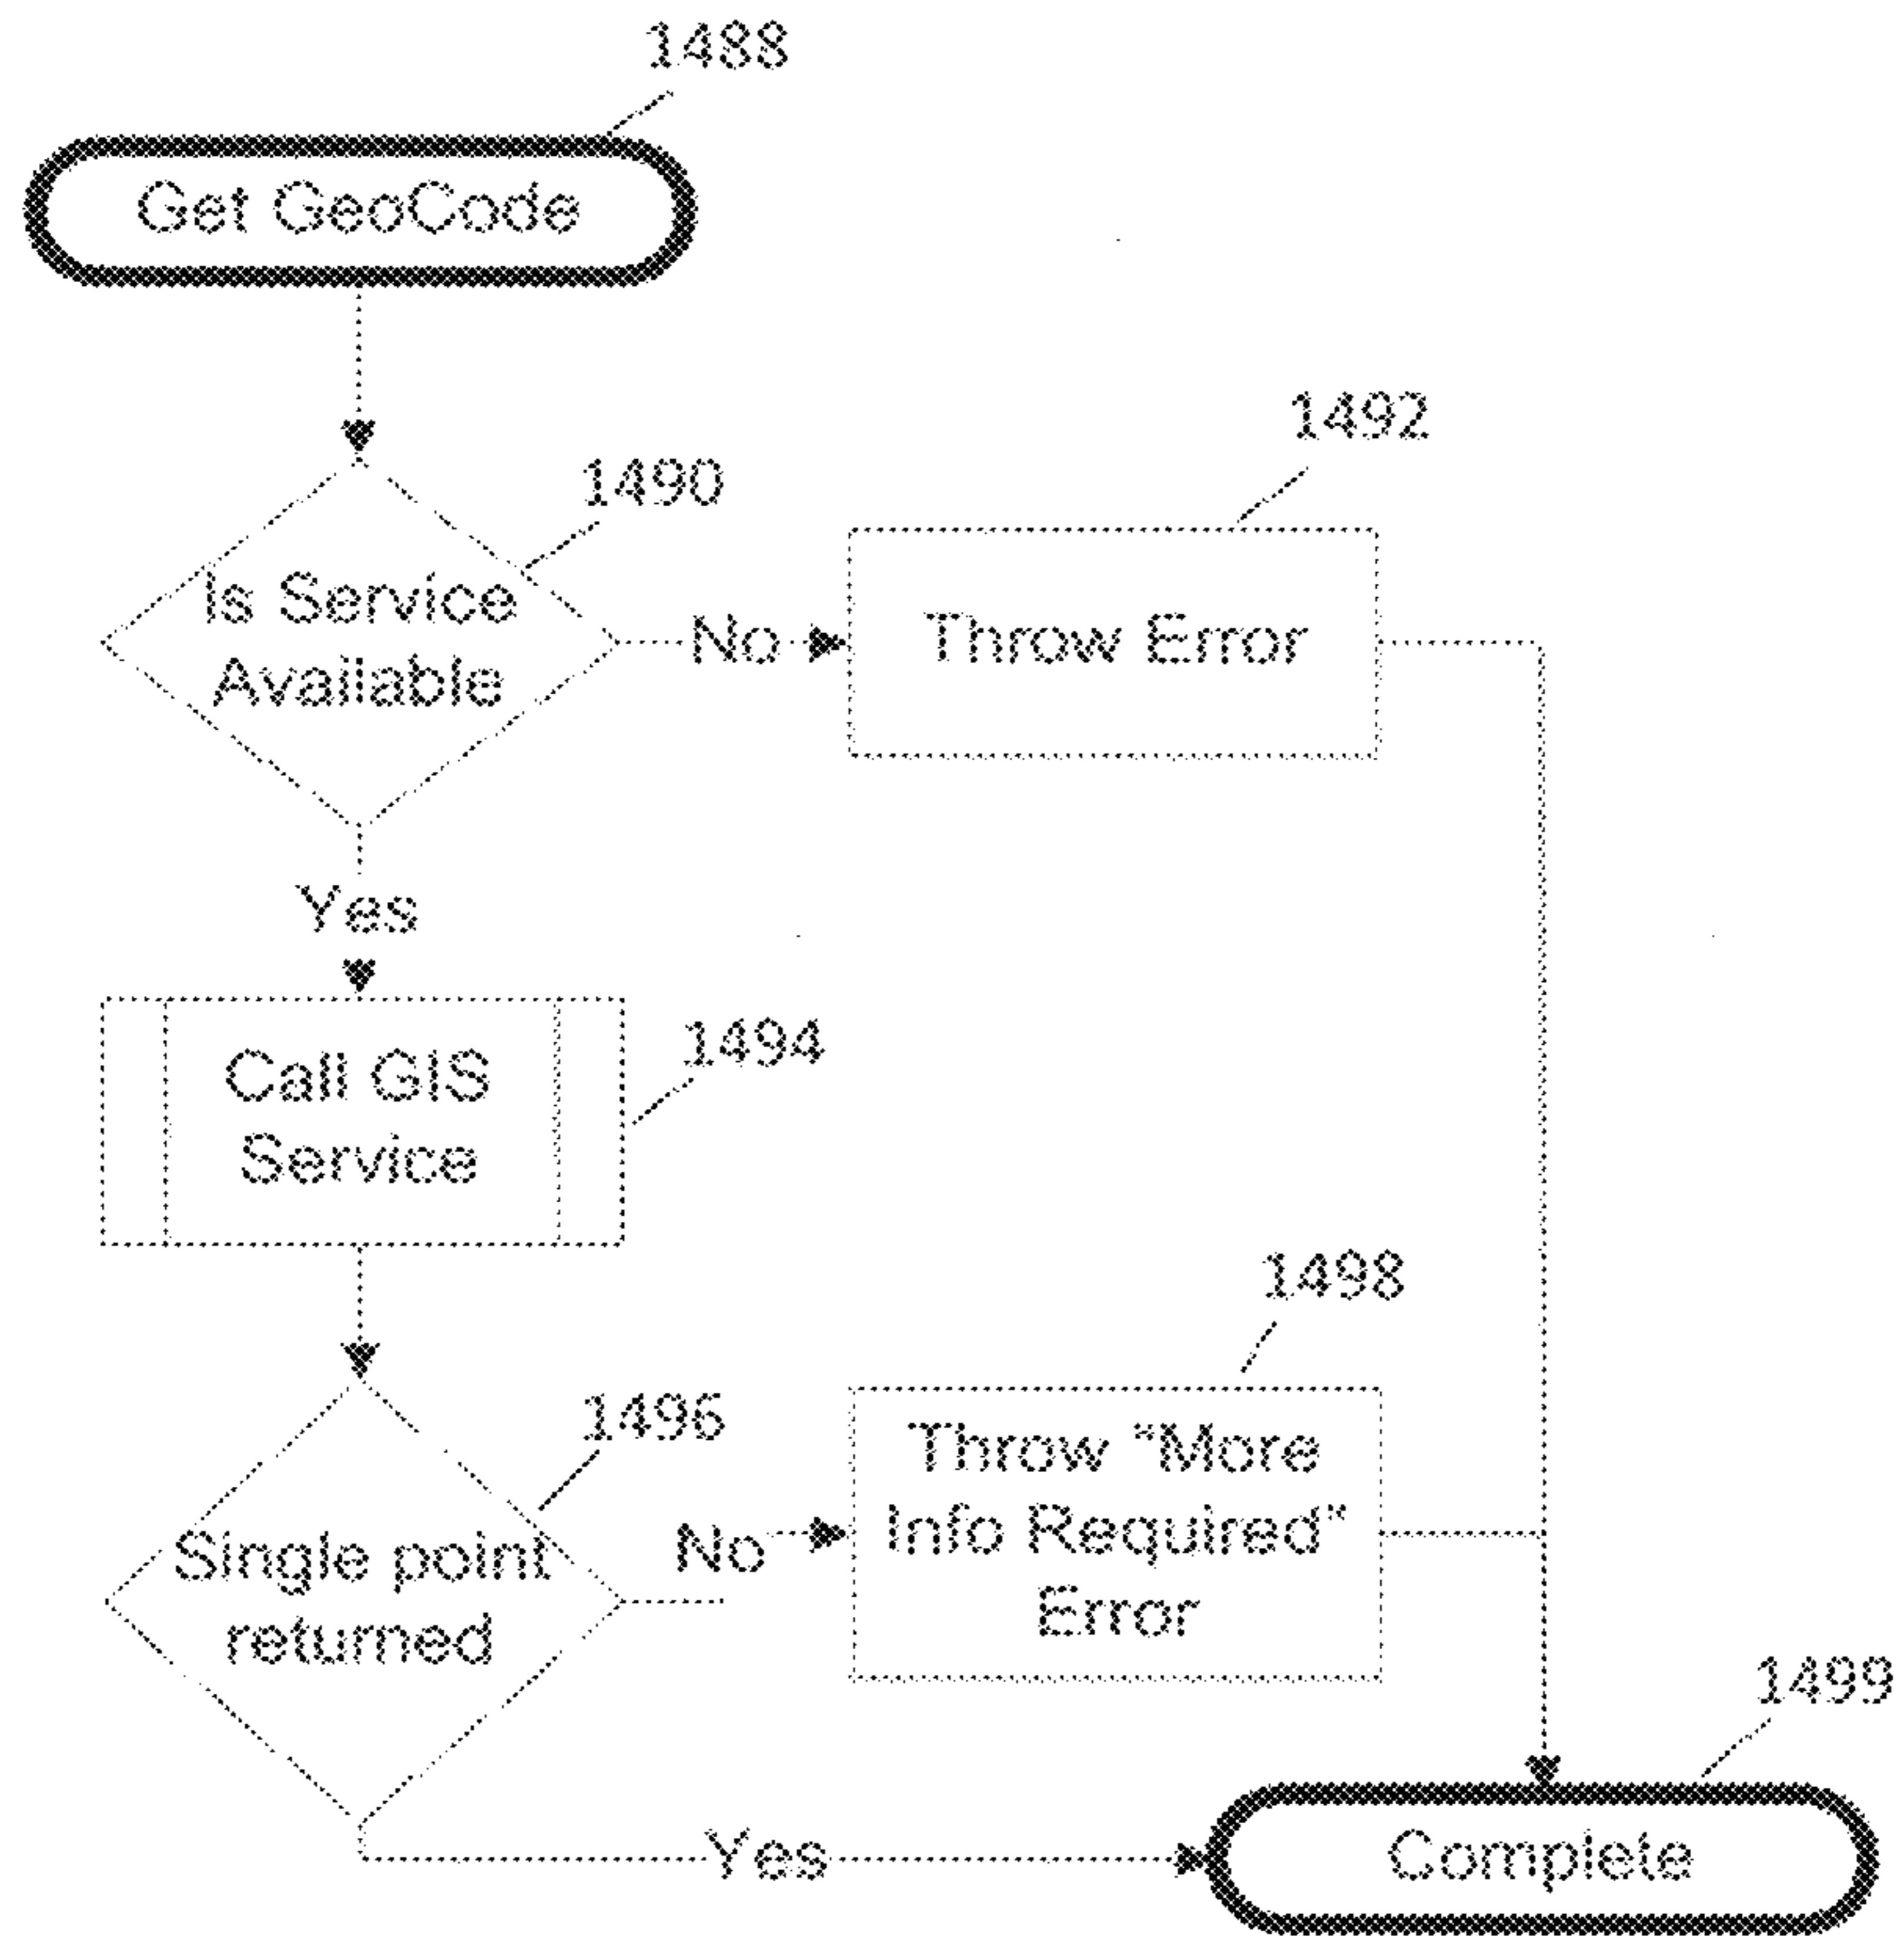 1488
Get GeoCode
1492
1490
Is Service
Available
No
Throw Error
Yes
1494
Call GIS
Service
1498
1496
Throw "More
Info Required"
Error
No
Single point
returned
1499
Yes
Complete